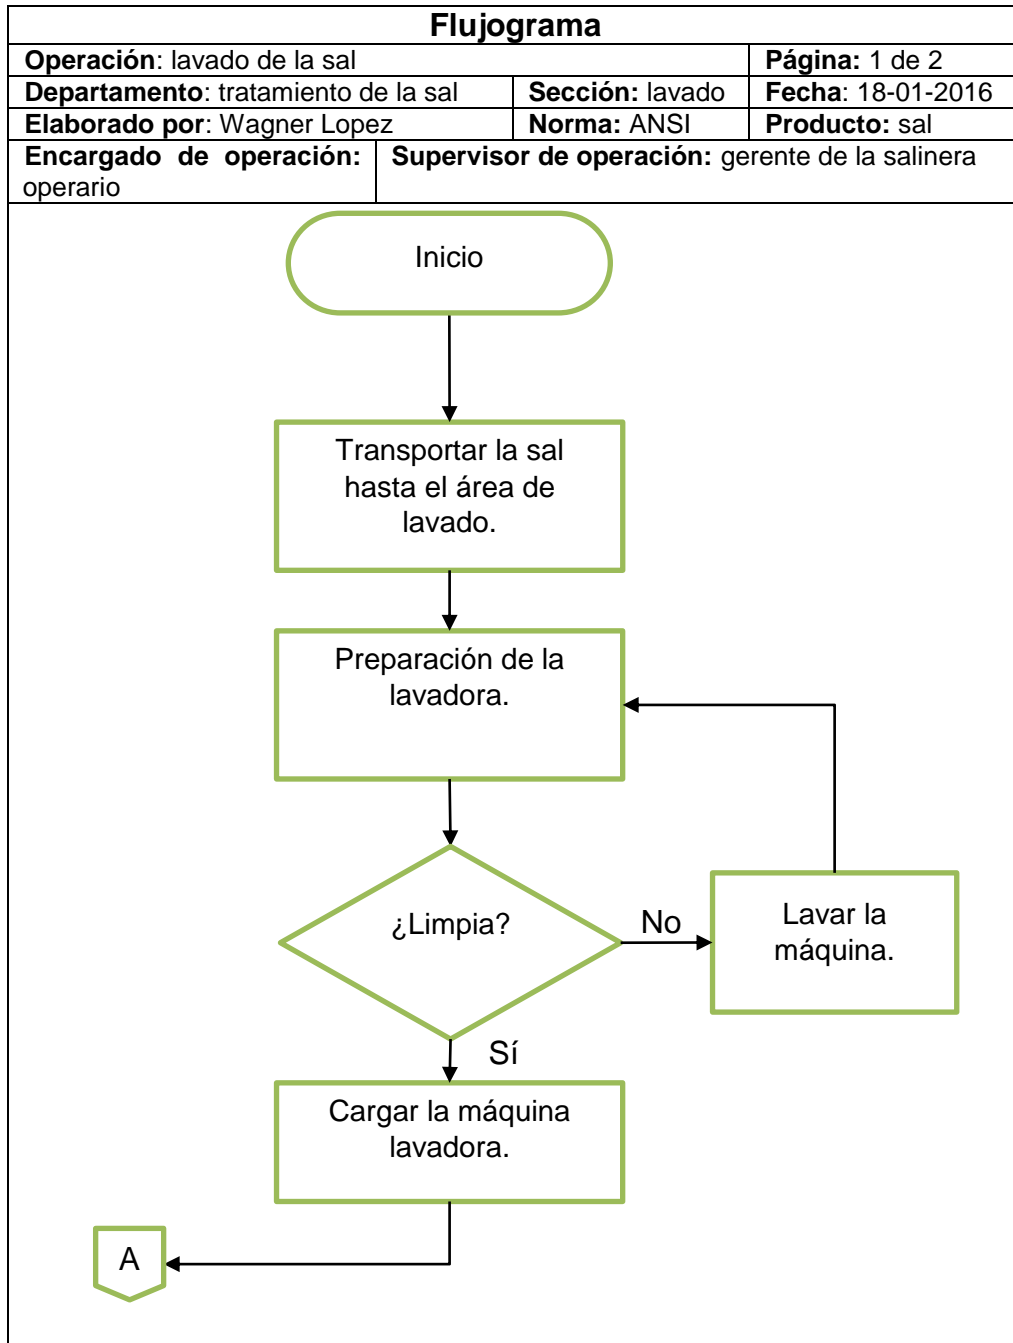 Flujograma
Operación: lavado de la sal
Página: 1 de 2
Departamento: tratamiento de la sal
Sección: lavado
Fecha: 18-01-2016
Elaborado por: Wagner Lopez
Norma: ANSI
Producto: sal
Encargado de operación:
operario
Supervisor de operación: gerente de la salinera
Inicio
Transportar la sal
hasta el área de
lavado.
Preparación de la
lavadora.
¿Limpia?
No
Lavar la
máquina.
Sí
Cargar la máquina
lavadora.
A